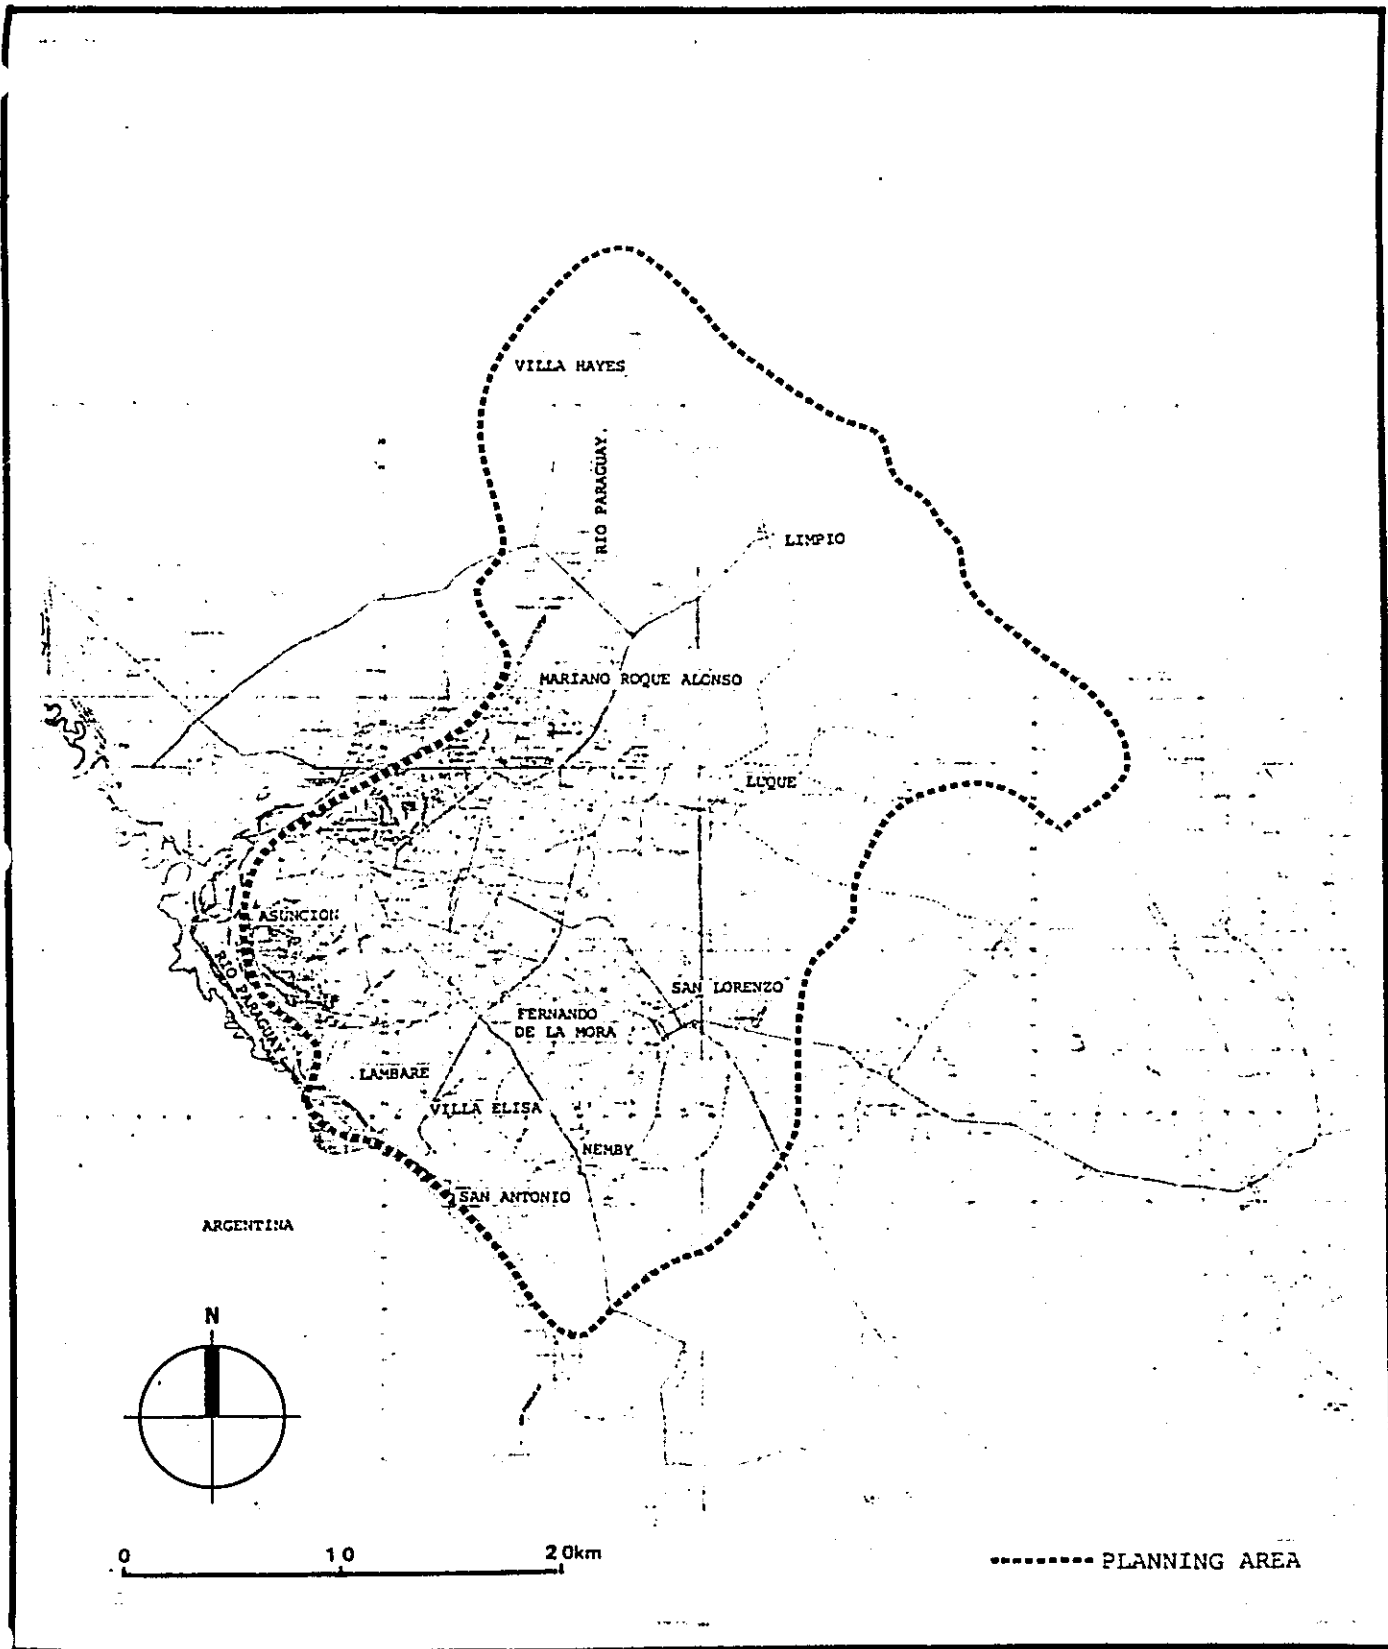 VILLA HAYES
RIO PARAGUAY
LIMPIO
MARIANO ROQUE ALONSO
LUQUE
ASUNCION
RIO PARAGUAY
SAN LORENZO
FERNANDO
DE LA MORA
LAMBARE
VILLA ELISA
NEMBY
SAN ANTONIO
ARGENTINA
N
0 10 20km
PLANNING AREA